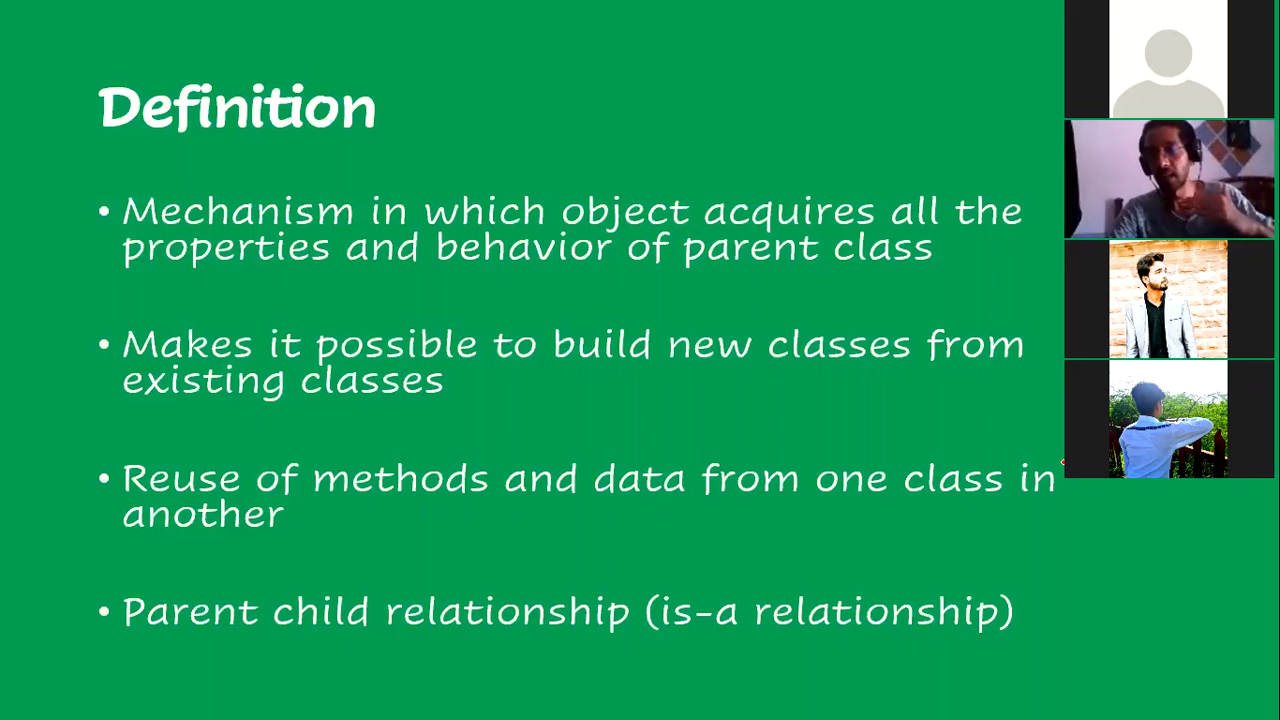 Definition
• Mechanism in which object acquires all the
properties and behavior of parent class
• Makes it possible to build new classes from
existing classes
• Reuse of methods and data from one class in
another
• Parent child relationship (is-a relationship)